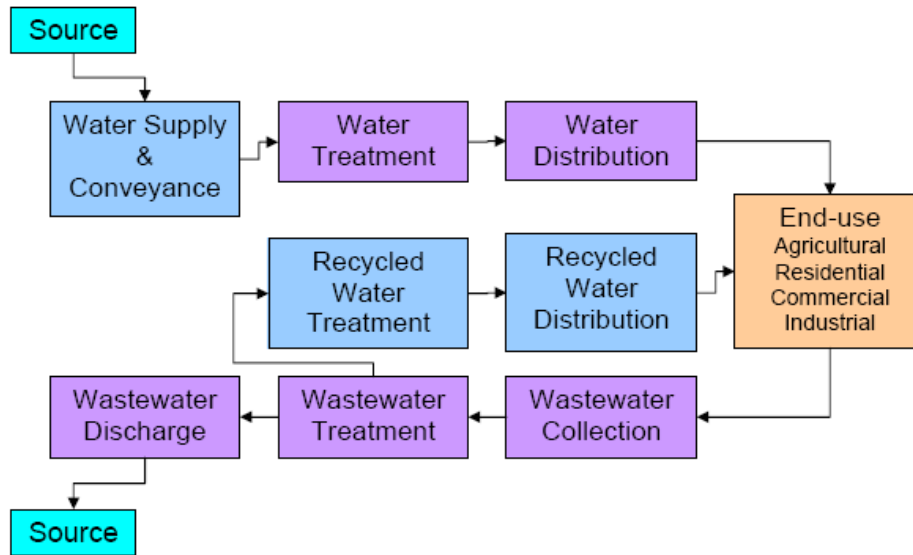 Source
Water Supply
&
Conveyance
Water
Treatment
Water
Distribution
End-use
Agricultural
Residential
Commercial
Industrial
Recycled
Water
Treatment
Recycled
Water
Distribution
Wastewater
Discharge
Wastewater
Treatment
Wastewater
Collection
Source